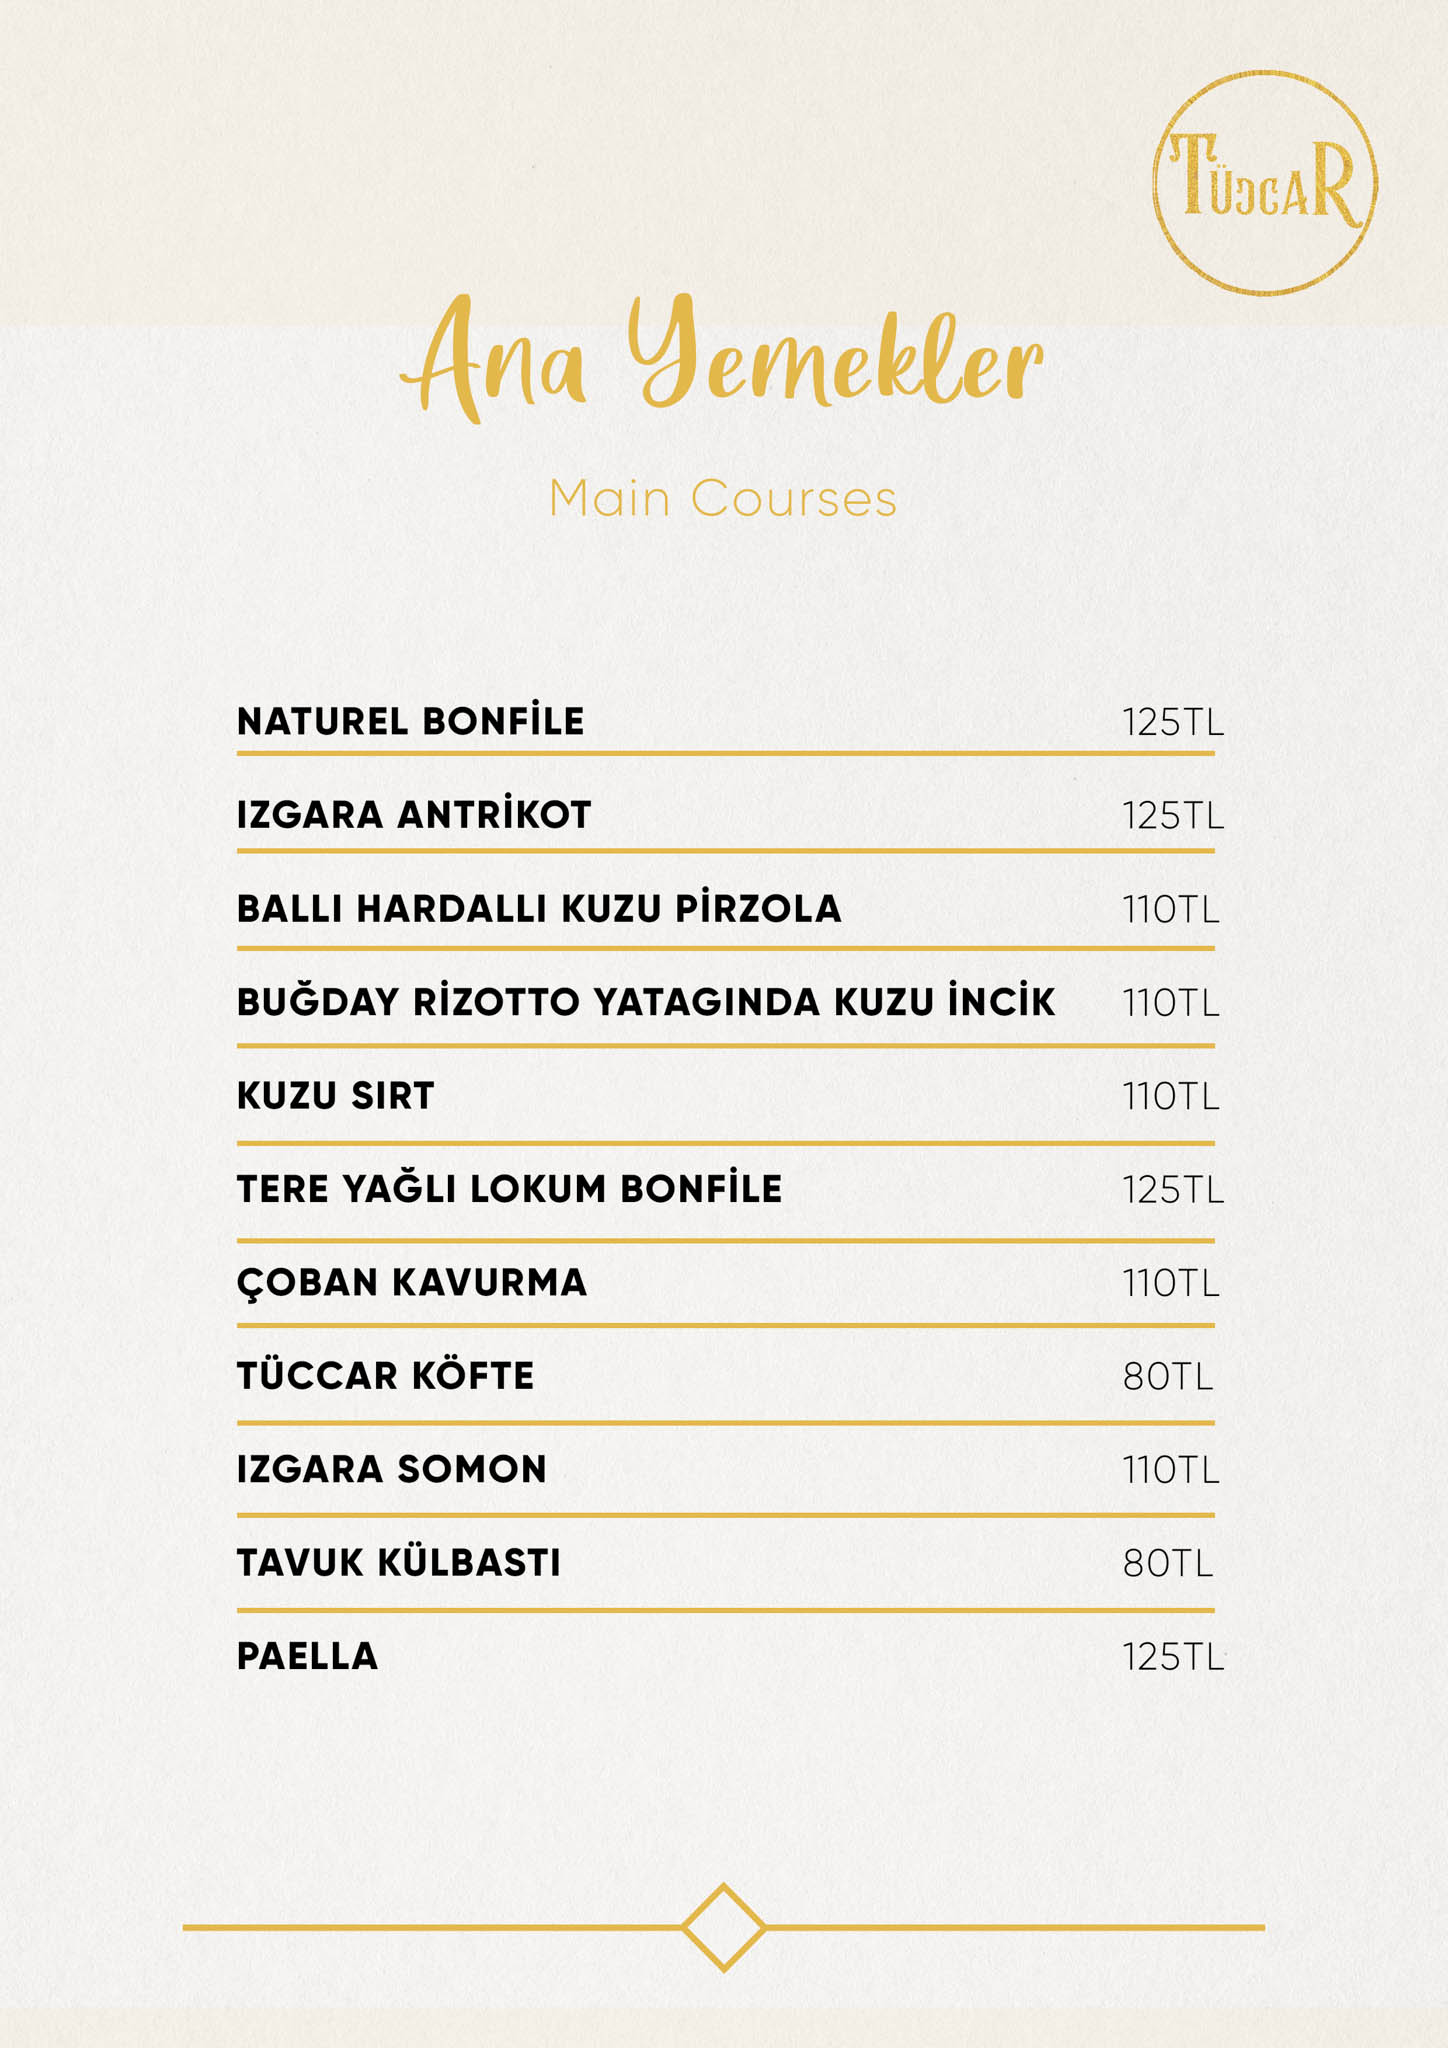 TÜCCAR
Ana Yemekler
Main Courses
NATUREL BONFİLE 125TL
IZGARA ANTRİKOT 125TL
BALLI HARDALLI KUZU PİRZOLA 110TL
BUĞDAY RİZOTTO YATAGINDA KUZU İNCİK 110TL
KUZU SIRT 110TL
TERE YAĞLI LOKUM BONFİLE 125TL
ÇOBAN KAVURMA 110TL
TÜCCAR KÖFTE 80TL
IZGARA SOMON 110TL
TAVUK KÜLBASTI 80TL
PAELLA 125TL